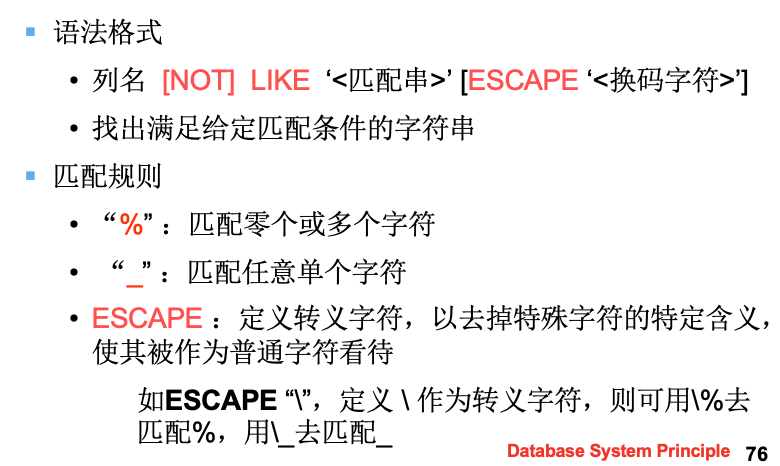 ▪ 语法格式
• 列名 [NOT] LIKE ‘<匹配串>’ [ESCAPE ‘<换码字符>’]
• 找出满足给定匹配条件的字符串
▪ 匹配规则
• “%” ：匹配零个或多个字符
• “_” ：匹配任意单个字符
• ESCAPE ：定义转义字符，以去掉特殊字符的特定含义，
使其被作为普通字符看待
如ESCAPE “\”，定义 \ 作为转义字符，则可用\%去
匹配%，用\_去匹配_
Database System Principle 76